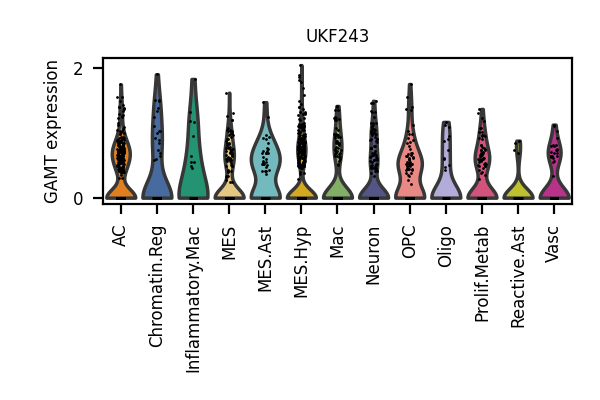 UKF243
GAMT expression
2
0
AC
Chromatin.Reg
Inflammatory.Mac
MES
MES.Ast
MES.Hyp
Mac
Neuron
OPC
Oligo
Prolif.Metab
Reactive.Ast
Vasc